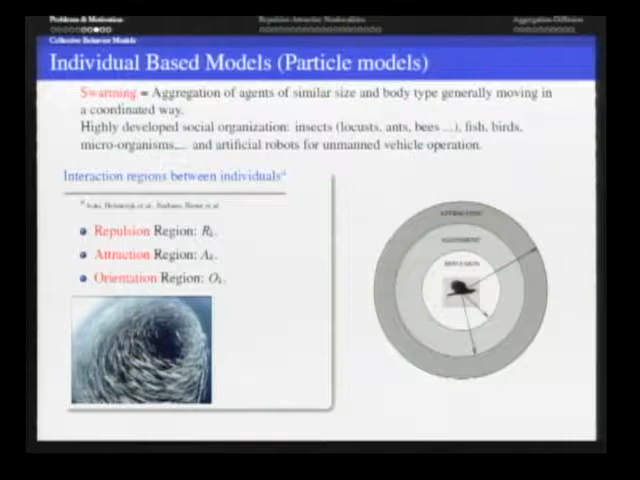 Problems & Motivation
Repulsive-Attractive Nonlocalities
Aggregation-Diffusion
Collective Behavior Models
Individual Based Models (Particle models)
Swarming = Aggregation of agents of similar size and body type generally moving in
a coordinated way.
Highly developed social organization: insects (locusts, ants, bees ...), fish, birds,
micro-organisms,... and artificial robots for unmanned vehicle operation.
Interaction regions between individuals
Repulsion Region: Rk.
Attraction Region: Ak.
Orientation Region: Ok.
ATTRACTION
ALIGNMENT
REPULSION